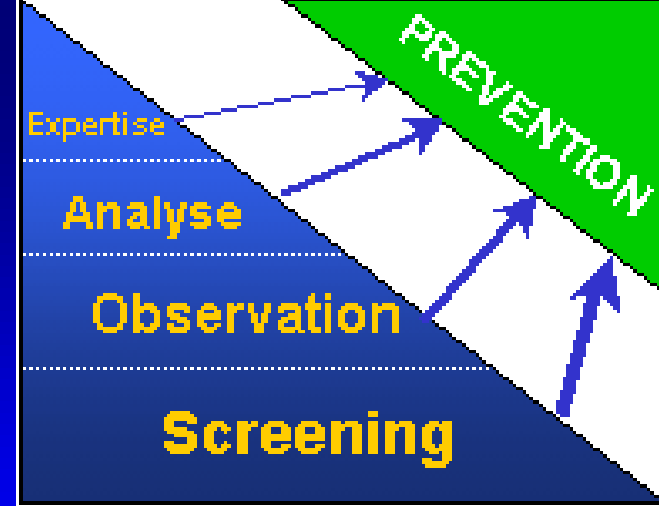 PREVENTION
Expertise
Analyse
Observation
Screening